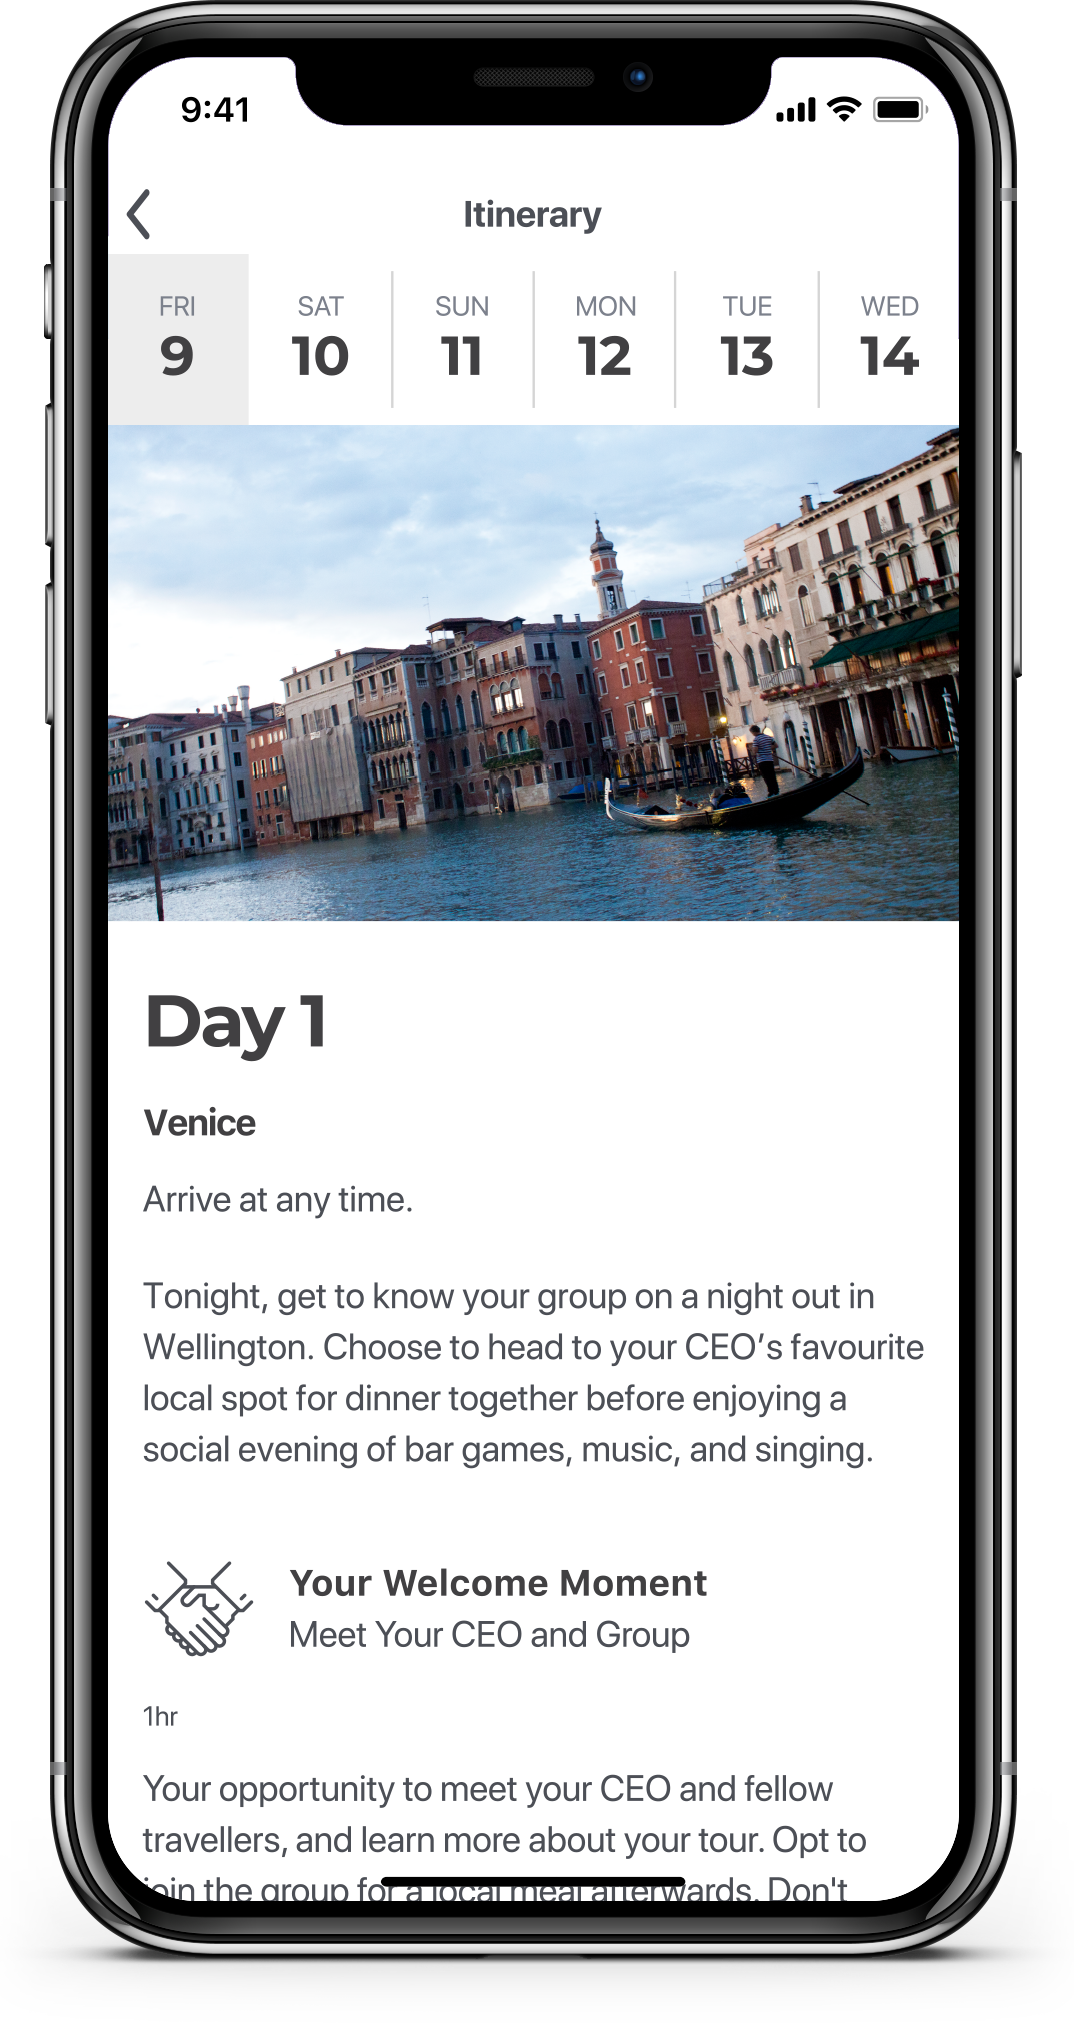 9:41
Itinerary
FRI SAT SUN MON TUE WED
9 10 11 12 13 14
Day 1
Venice
Arrive at any time.
Tonight, get to know your group on a night out in
Wellington. Choose to head to your CEO’s favourite
local spot for dinner together before enjoying a
social evening of bar games, music, and singing.
Your Welcome Moment
Meet Your CEO and Group
1hr
Your opportunity to meet your CEO and fellow
travellers, and learn more about your tour. Opt to
join the group for a local meal afterwards. Don't